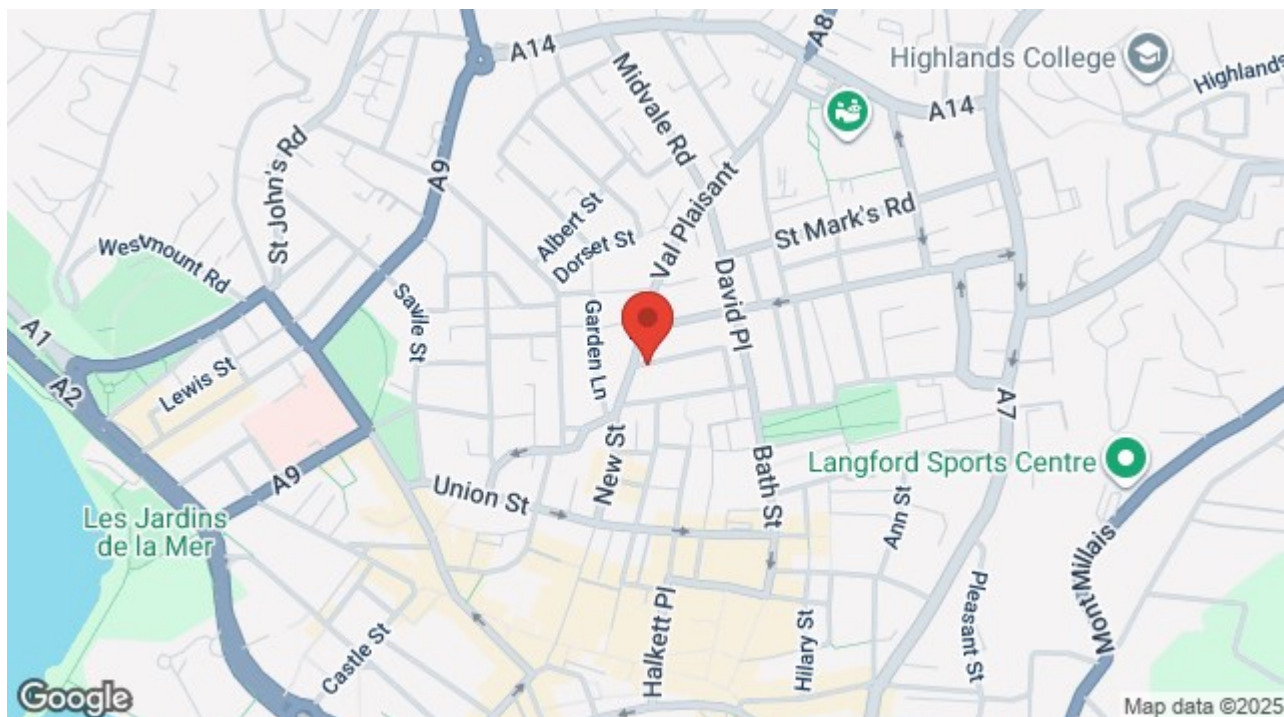 A14
A8
Highlands College
Highlands
Midvale Rd
A14
St John's Rd
A9
Val Plaisant
Albert St
Dorset St
St Mark's Rd
Westmount Rd
David Pl
Savile St
Garden Ln
A1
A2
Lewis St
A7
New St
Bath St
Langford Sports Centre
A9
Union St
Ann St
Les Jardins
de la Mer
Mont Millais
Pleasant St
Halkett Pl
Hilary St
Castle St
Google
Map data ©2025